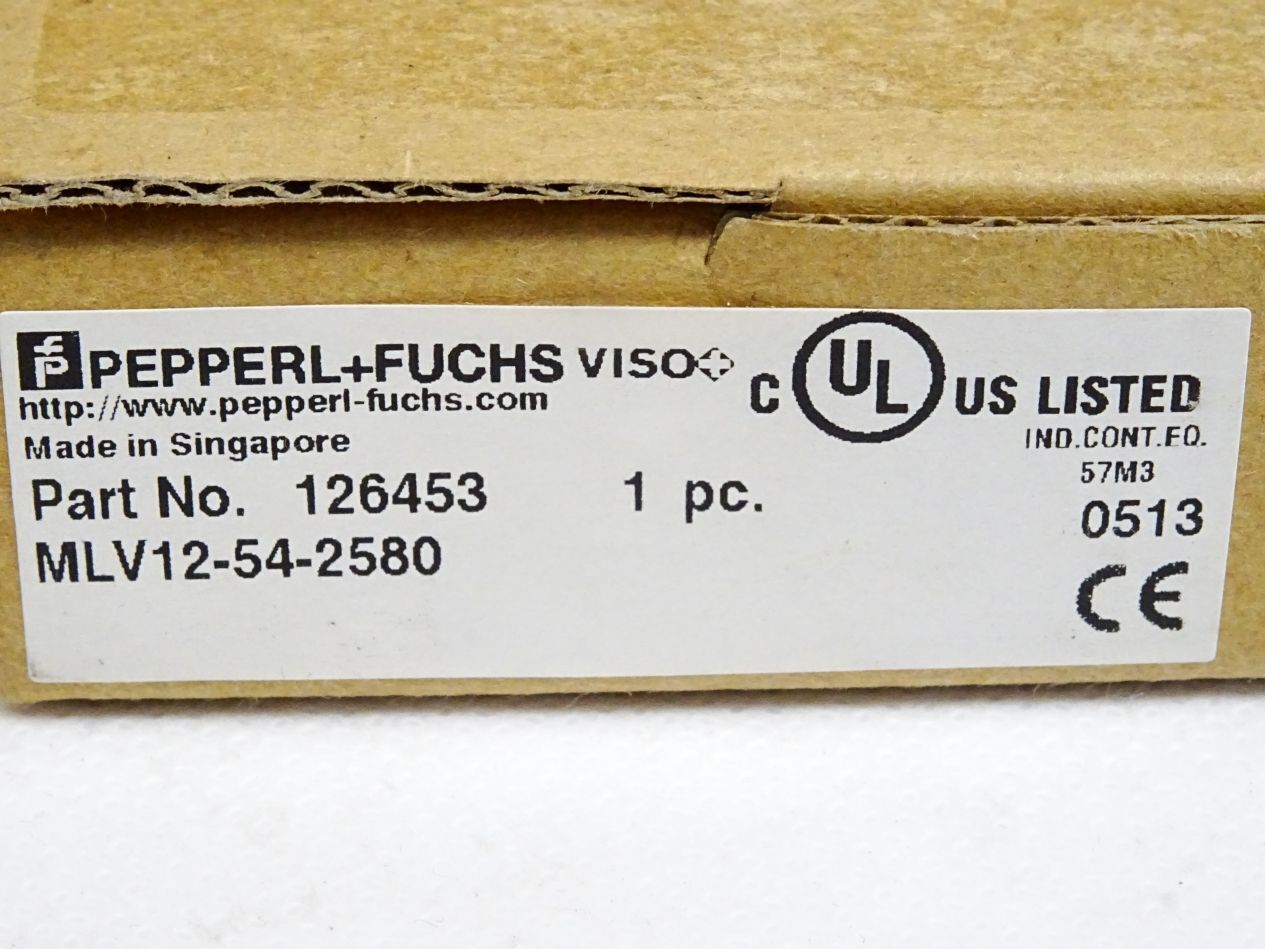 PEPPERL+FUCHS VISO
http://www.pepperl-fuchs.com
Made in Singapore
Part No. 126453 1 pc.
MLV12-54-2580
C UL US LISTED
IND.CONT.EQ.
57M3
0513
CE